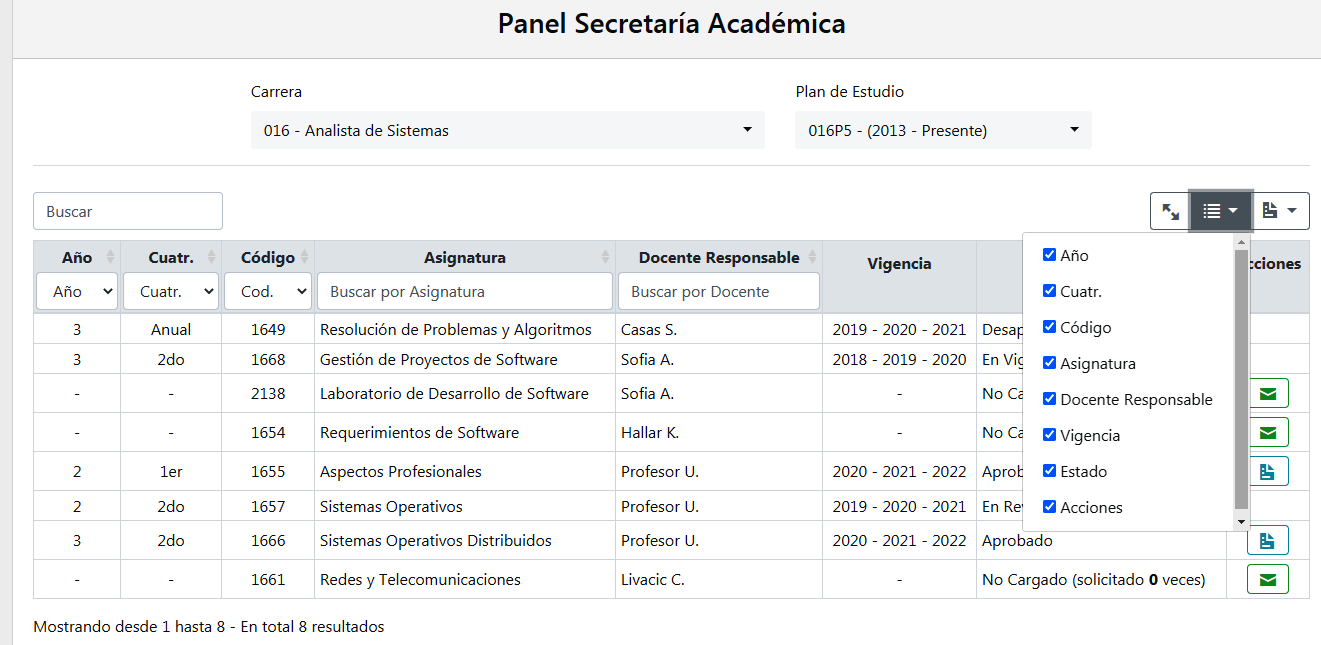 Panel Secretaría Académica
Carrera Plan de Estudio
016 - Analista de Sistemas 016P5 - (2013 - Presente)
Buscar
Año Cuatr. Código Asignatura Docente Responsable Vigencia cciones
Año Cuatr. Cod. Buscar por Asignatura Buscar por Docente
3 Anual 1649 Resolución de Problemas y Algoritmos Casas S. 2019 - 2020 - 2021 Desap
3 2do 1668 Gestión de Proyectos de Software Sofia A. 2018 - 2019 - 2020 En Vig
- - 2138 Laboratorio de Desarrollo de Software Sofia A. - No Ca
- - 1654 Requerimientos de Software Hallar K. - No Ca
2 1er 1655 Aspectos Profesionales Profesor U. 2020 - 2021 - 2022 Aprob
2 2do 1657 Sistemas Operativos Profesor U. 2019 - 2020 - 2021 En Re
3 2do 1666 Sistemas Operativos Distribuidos Profesor U. 2020 - 2021 - 2022 Aprobado
- - 1661 Redes y Telecomunicaciones Livacic C. - No Cargado (solicitado 0 veces)
Año
Cuatr.
Código
Asignatura
Docente Responsable
Vigencia
Estado
Acciones
Mostrando desde 1 hasta 8 - En total 8 resultados